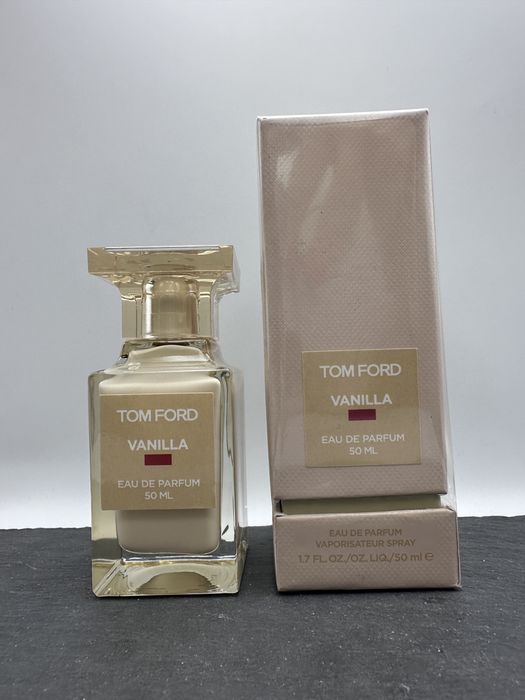 TOM FORD
VANILLA
EAU DE PARFUM
50 ML
TOM FORD
VANILLA
EAU DE PARFUM
50 ML
EAU DE PARFUM
VAPORISATEUR SPRAY
1.7 FL.OZ./OZ. LIQ./50 ml e